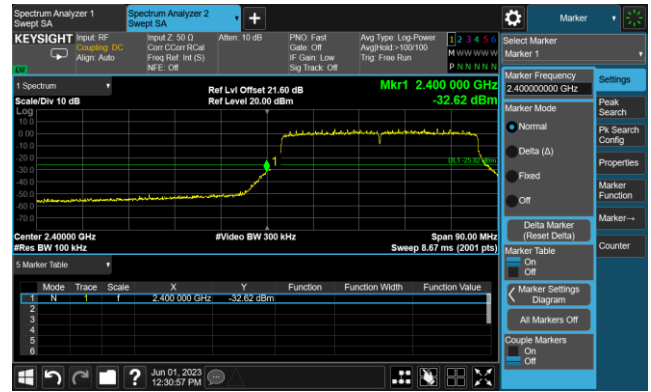 Spectrum Analyzer 1
Swept SA
Spectrum Analyzer 2
Swept SA
+
Marker
KEYSIGHT
Input: RF
Coupling: DC
Align: Auto
Input Z: 50 Ω
Corr CCorr RCal
Freq Ref: Int (S)
NFE: Off
Atten: 10 dB
PNO: Fast
Gate: Off
IF Gain: Low
Sig Track: Off
Avg Type: Log-Power
Avg|Hold:>100/100
Trig: Free Run
1 2 3 4 5 6
M W W W W W
P N N N N N
Select Marker
Marker 1
1 Spectrum
Scale/Div 10 dB
Ref Lvl Offset 21.60 dB
Ref Level 20.00 dBm
Mkr1 2.400 000 GHz
-32.62 dBm
Log
10.0
0.00
-10.0
-20.0
-30.0
-40.0
-50.0
-60.0
-70.0
1
Center 2.40000 GHz
#Res BW 100 kHz
#Video BW 300 kHz
Span 90.00 MHz
Sweep 8.67 ms (2001 pts)
5 Marker Table
Mode Trace Scale X Y Function Function Width Function Value
1 N 1 f 2.400 000 GHz -32.62 dBm
2
3
4
5
6
Marker Frequency
2.400000000 GHz
Marker Mode
Normal
Delta (Δ)
Fixed
Off
Delta Marker
(Reset Delta)
Marker Table
On
Off
Marker Settings
Diagram
All Markers Off
Couple Markers
On
Off
Settings
Peak
Search
Pk Search
Config
Properties
Marker
Function
Marker→
Counter
?
Jun 01, 2023
12:30:57 PM